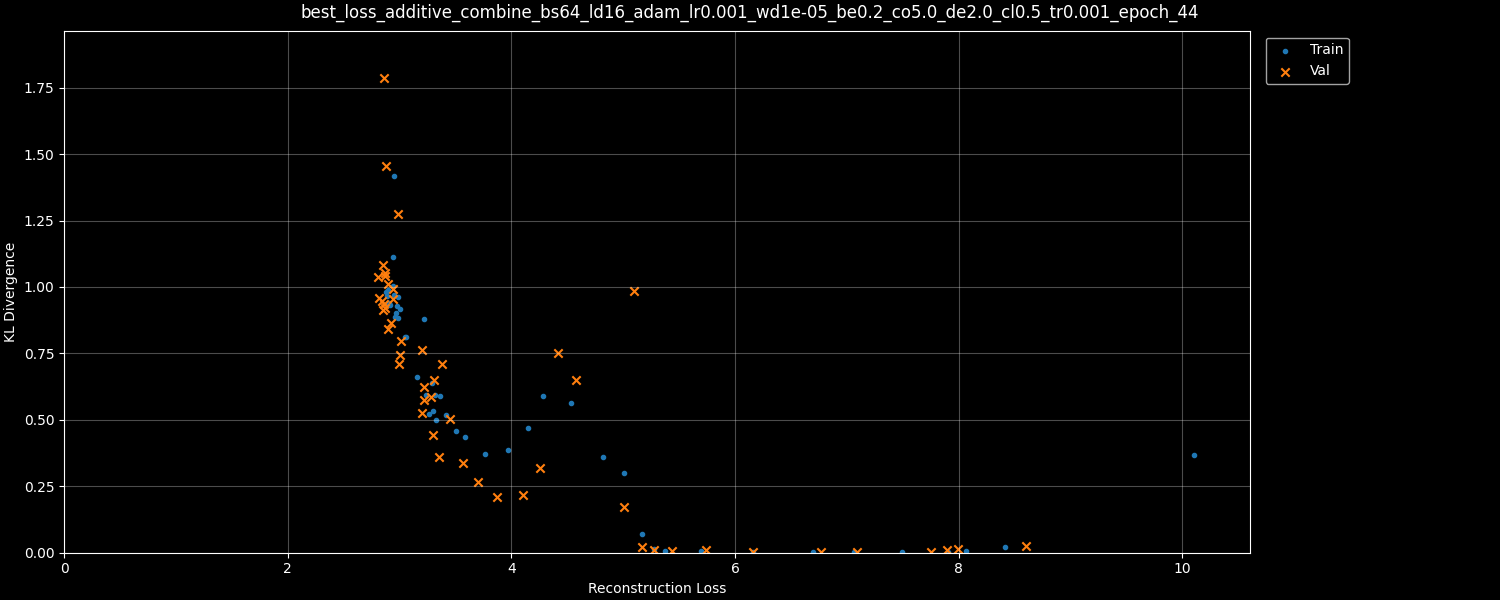 best_loss_additive_combine_bs64_ld16_adam_lr0.001_wd1e-05_be0.2_co5.0_de2.0_cl0.5_tr0.001_epoch_44
Train
Val
1.75
1.50
1.25
1.00
0.75
0.50
0.25
0.00
KL Divergence
0 2 4 6 8 10
Reconstruction Loss